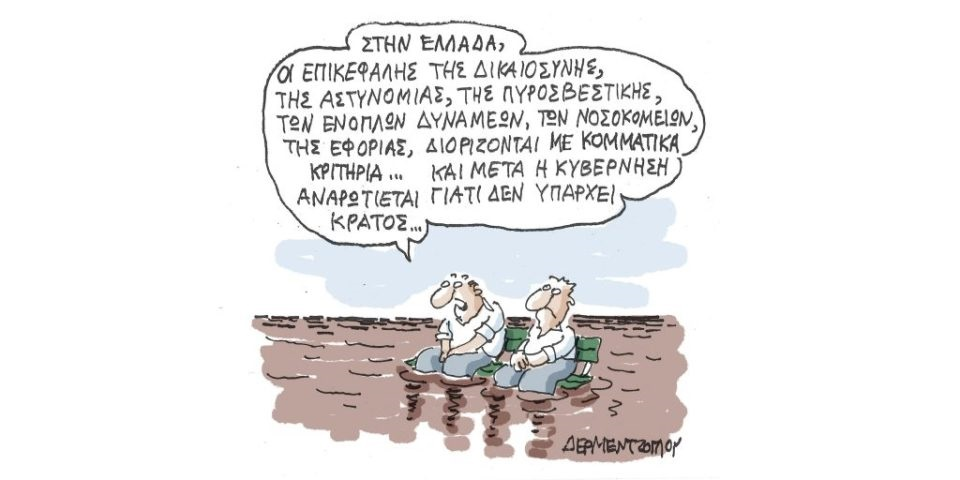 ΣΤΗΝ ΕΛΛΑΔΑ,
ΟΙ ΕΠΙΚΕΦΑΛΗΣ ΤΗΣ ΔΙΚΑΙΟΣΥΝΗΣ,
ΤΗΣ ΑΣΤΥΝΟΜΙΑΣ, ΤΗΣ ΠΥΡΟΣΒΕΣΤΙΚΗΣ,
ΤΩΝ ΕΝΟΠΛΩΝ ΔΥΝΑΜΕΩΝ, ΤΩΝ ΝΟΣΟΚΟΜΕΙΩΝ,
ΤΗΣ ΕΦΟΡΙΑΣ, ΔΙΟΡΙΖΟΝΤΑΙ ΜΕ ΚΟΜΜΑΤΙΚΑ
ΚΡΙΤΗΡΙΑ... ΚΑΙ ΜΕΤΑ Η ΚΥΒΕΡΝΗΣΗ
ΑΝΑΡΩΤΙΕΤΑΙ ΓΙΑΤΙ ΔΕΝ ΥΠΑΡΧΕΙ
ΚΡΑΤΟΣ...
ΔΕΡΜΕΝΤΖΟΓΛΟΥ